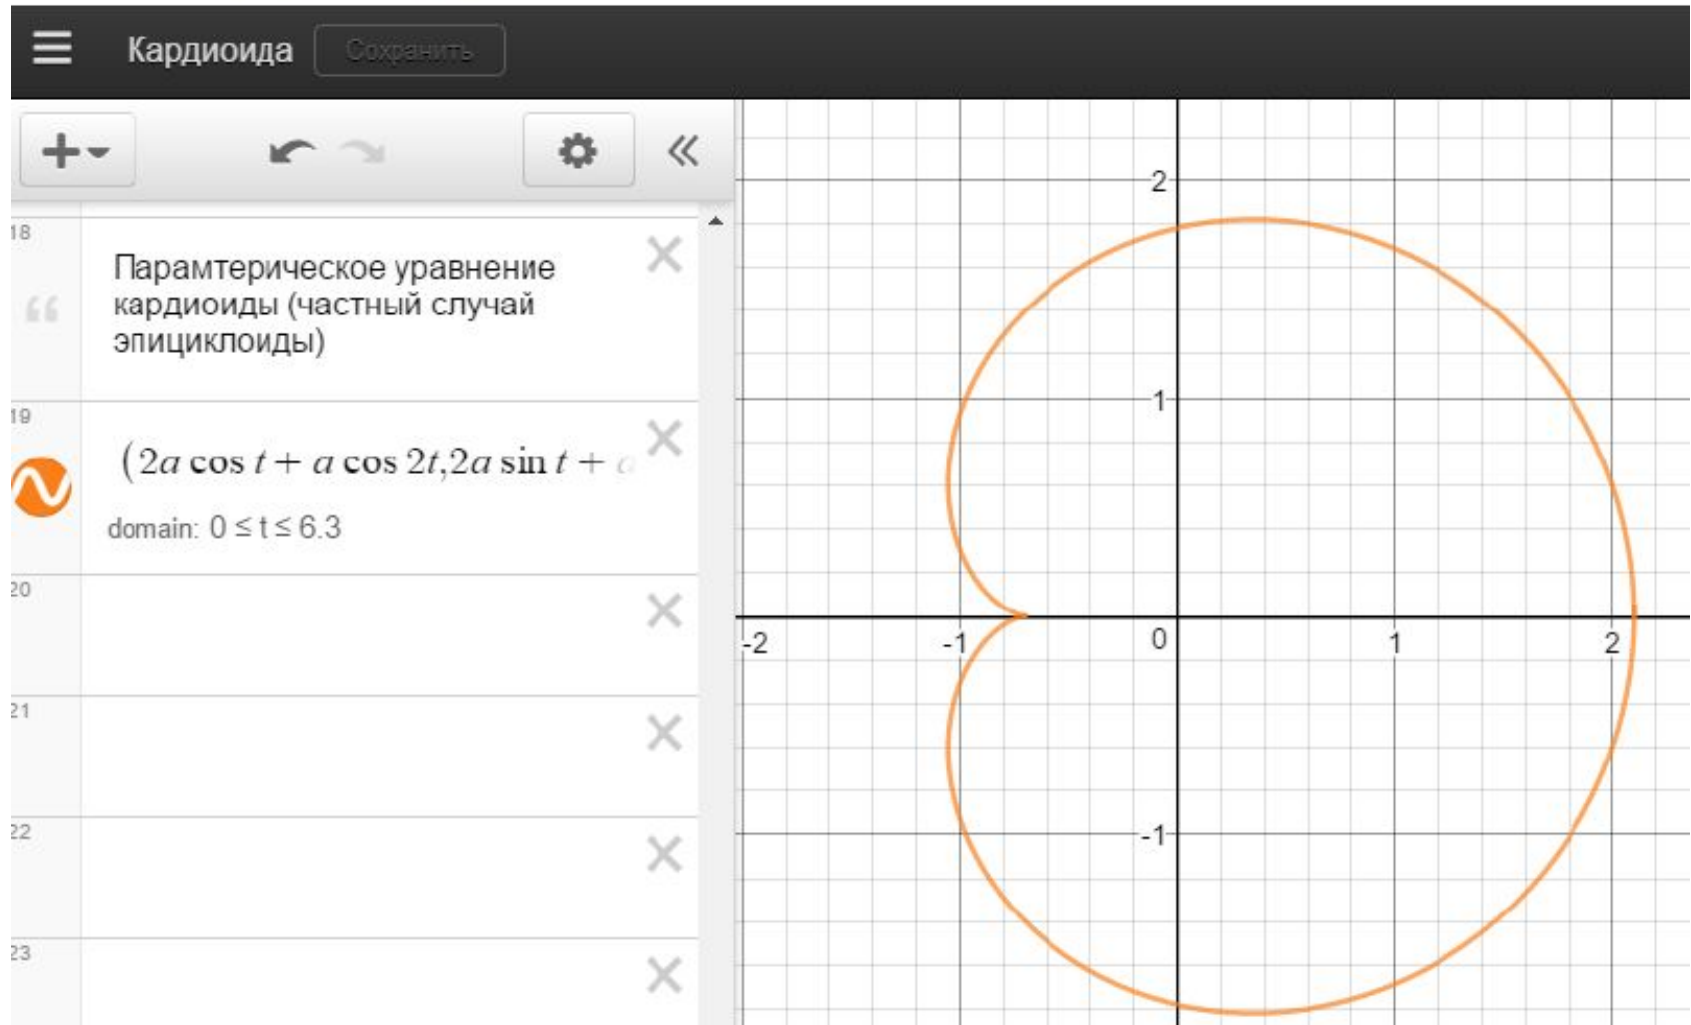 Кардиоида Сохранить
18
Парамтерическое уравнение
кардиоиды (частный случай
эпициклоиды)
19
(2a cos t + a cos 2t,2a sin t + a
domain: 0 ≤ t ≤ 6.3
20
21
22
23
2
1
-2 -1 0 1 2
-1